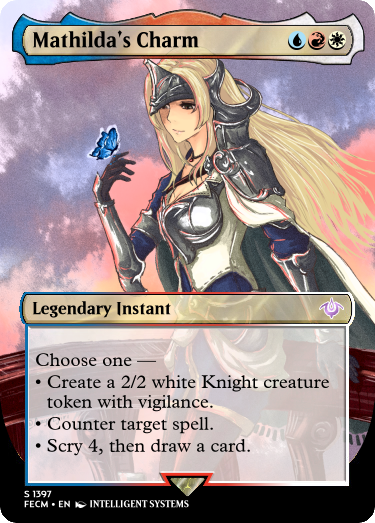 Mathilda's Charm
Legendary Instant
Choose one —
• Create a 2/2 white Knight creature
token with vigilance.
• Counter target spell.
• Scry 4, then draw a card.
S 1397
FECM • EN INTELLIGENT SYSTEMS